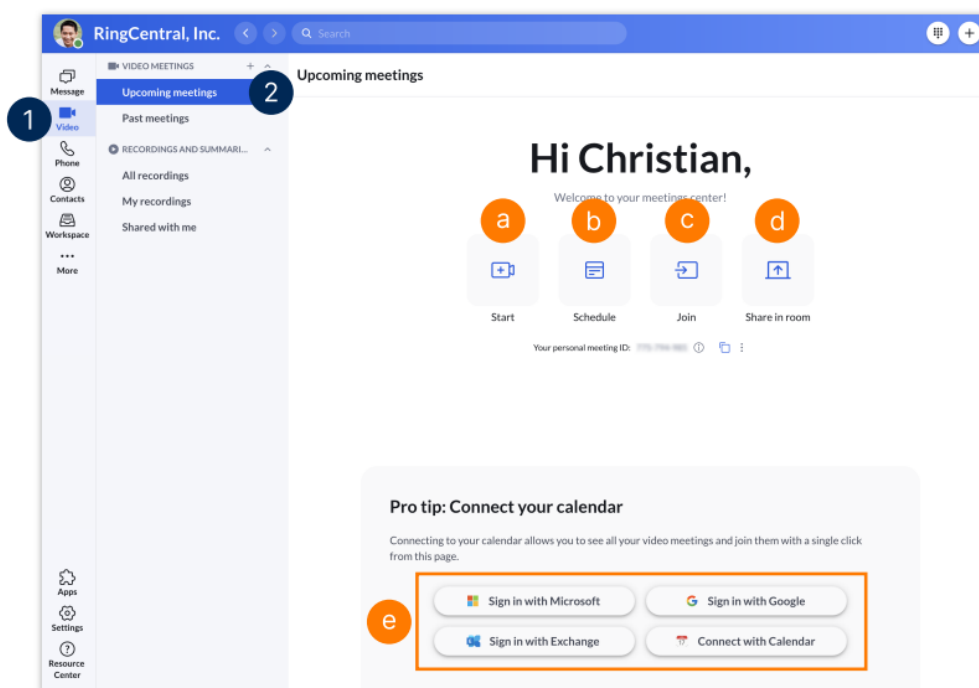 RingCentral, Inc.
Search
Message
1
Video
Phone
Contacts
Workspace
More
Apps
Settings
Resource
Center
VIDEO MEETINGS
Upcoming meetings
2
Past meetings
RECORDINGS AND SUMMARI...
All recordings
My recordings
Shared with me
Upcoming meetings
Hi Christian,
Welcome to your meetings center!
a b c d
Start Schedule Join Share in room
Your personal meeting ID:
Pro tip: Connect your calendar
Connecting to your calendar allows you to see all your video meetings and join them with a single click
from this page.
e
Sign in with Microsoft Sign in with Google
Sign in with Exchange Connect with Calendar